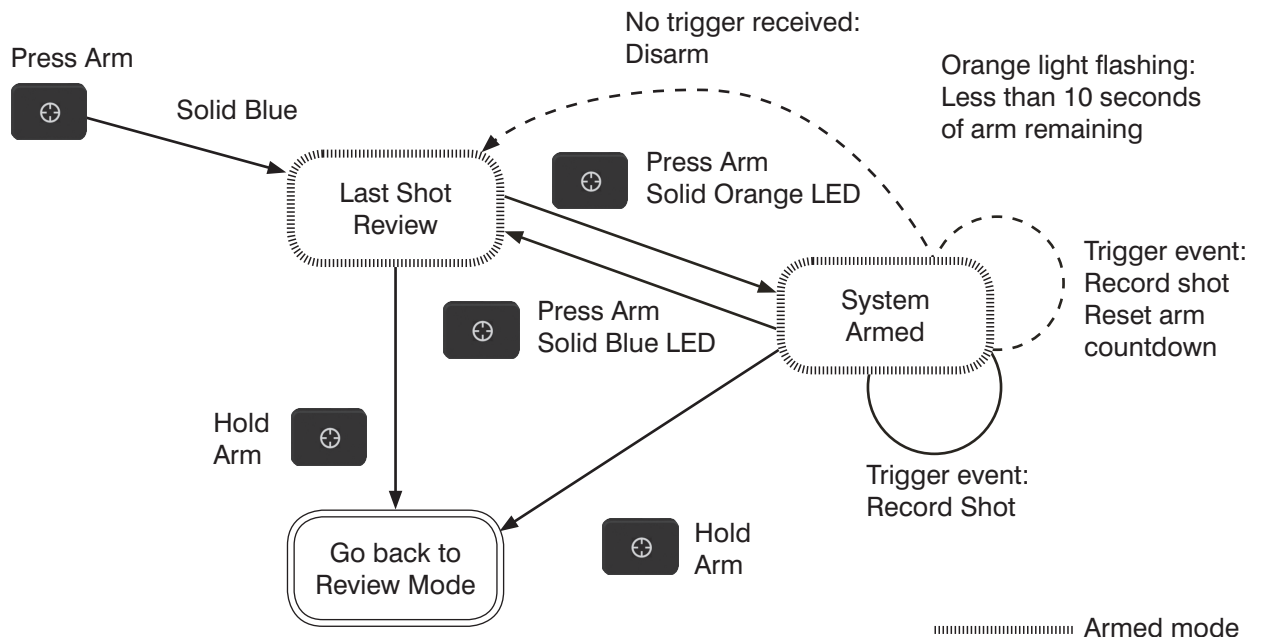 No trigger received:
Disarm
Press Arm
Orange light flashing:
Less than 10 seconds
of arm remaining
Solid Blue
Last Shot
Review
Press Arm
Solid Orange LED
Trigger event:
Record shot
Reset arm
countdown
System
Armed
Press Arm
Solid Blue LED
Hold
Arm
Trigger event:
Record Shot
Go back to
Review Mode
Hold
Arm
Armed mode